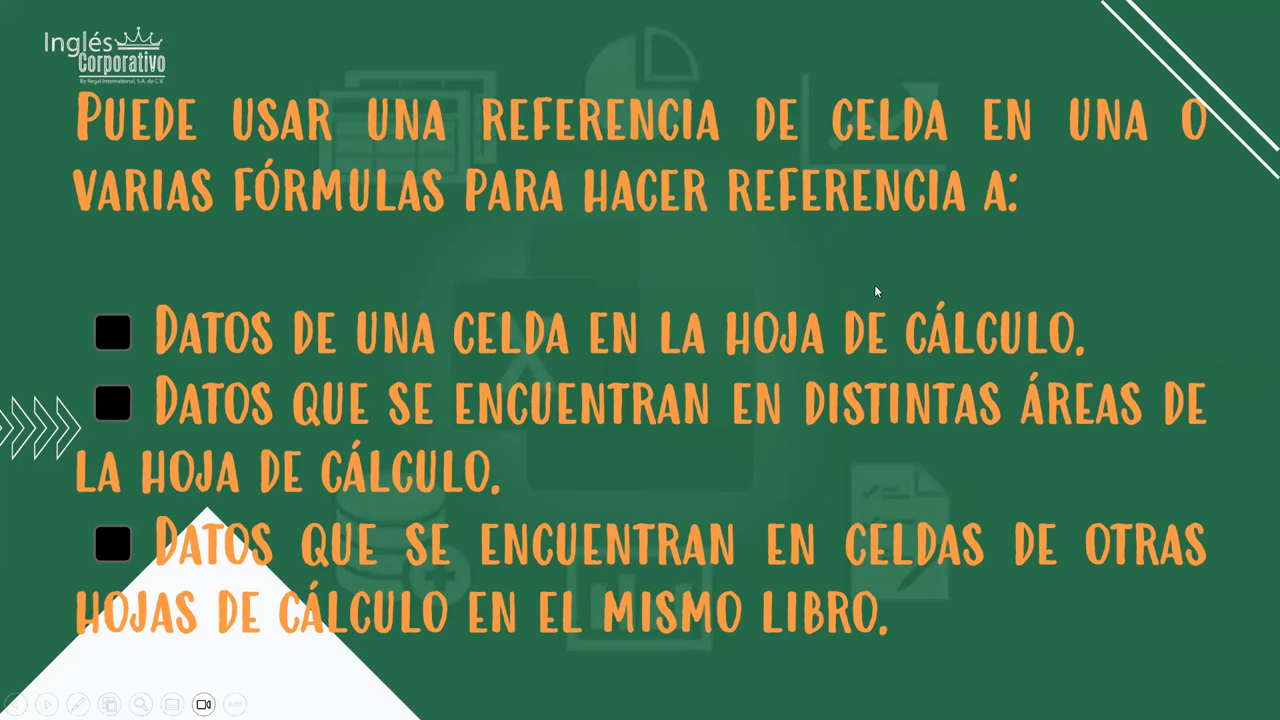 Inglés
Corporativo
By Regal International, S.A. de C.V.
PUEDE USAR UNA REFERENCIA DE CELDA EN UNA O
VARIAS FÓRMULAS PARA HACER REFERENCIA A:
DATOS DE UNA CELDA EN LA HOJA DE CÁLCULO.
DATOS QUE SE ENCUENTRAN EN DISTINTAS ÁREAS DE
LA HOJA DE CÁLCULO.
DATOS QUE SE ENCUENTRAN EN CELDAS DE OTRAS
HOJAS DE CÁLCULO EN EL MISMO LIBRO.